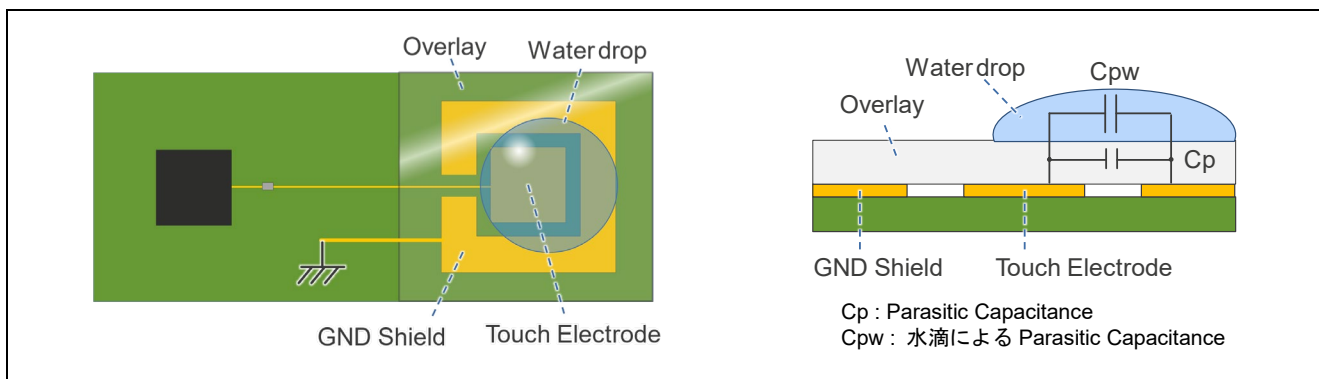 Overlay
Water drop
GND Shield
Touch Electrode
Water drop
Cpw
Overlay
Cp
GND Shield
Touch Electrode
Cp : Parasitic Capacitance
Cpw : 水滴による Parasitic Capacitance